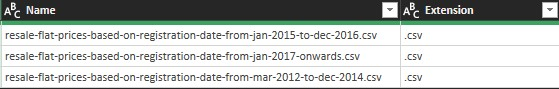 ABC Name ABC Extension
resale-flat-prices-based-on-registration-date-from-jan-2015-to-dec-2016.csv .csv
resale-flat-prices-based-on-registration-date-from-jan-2017-onwards.csv .csv
resale-flat-prices-based-on-registration-date-from-mar-2012-to-dec-2014.csv .csv